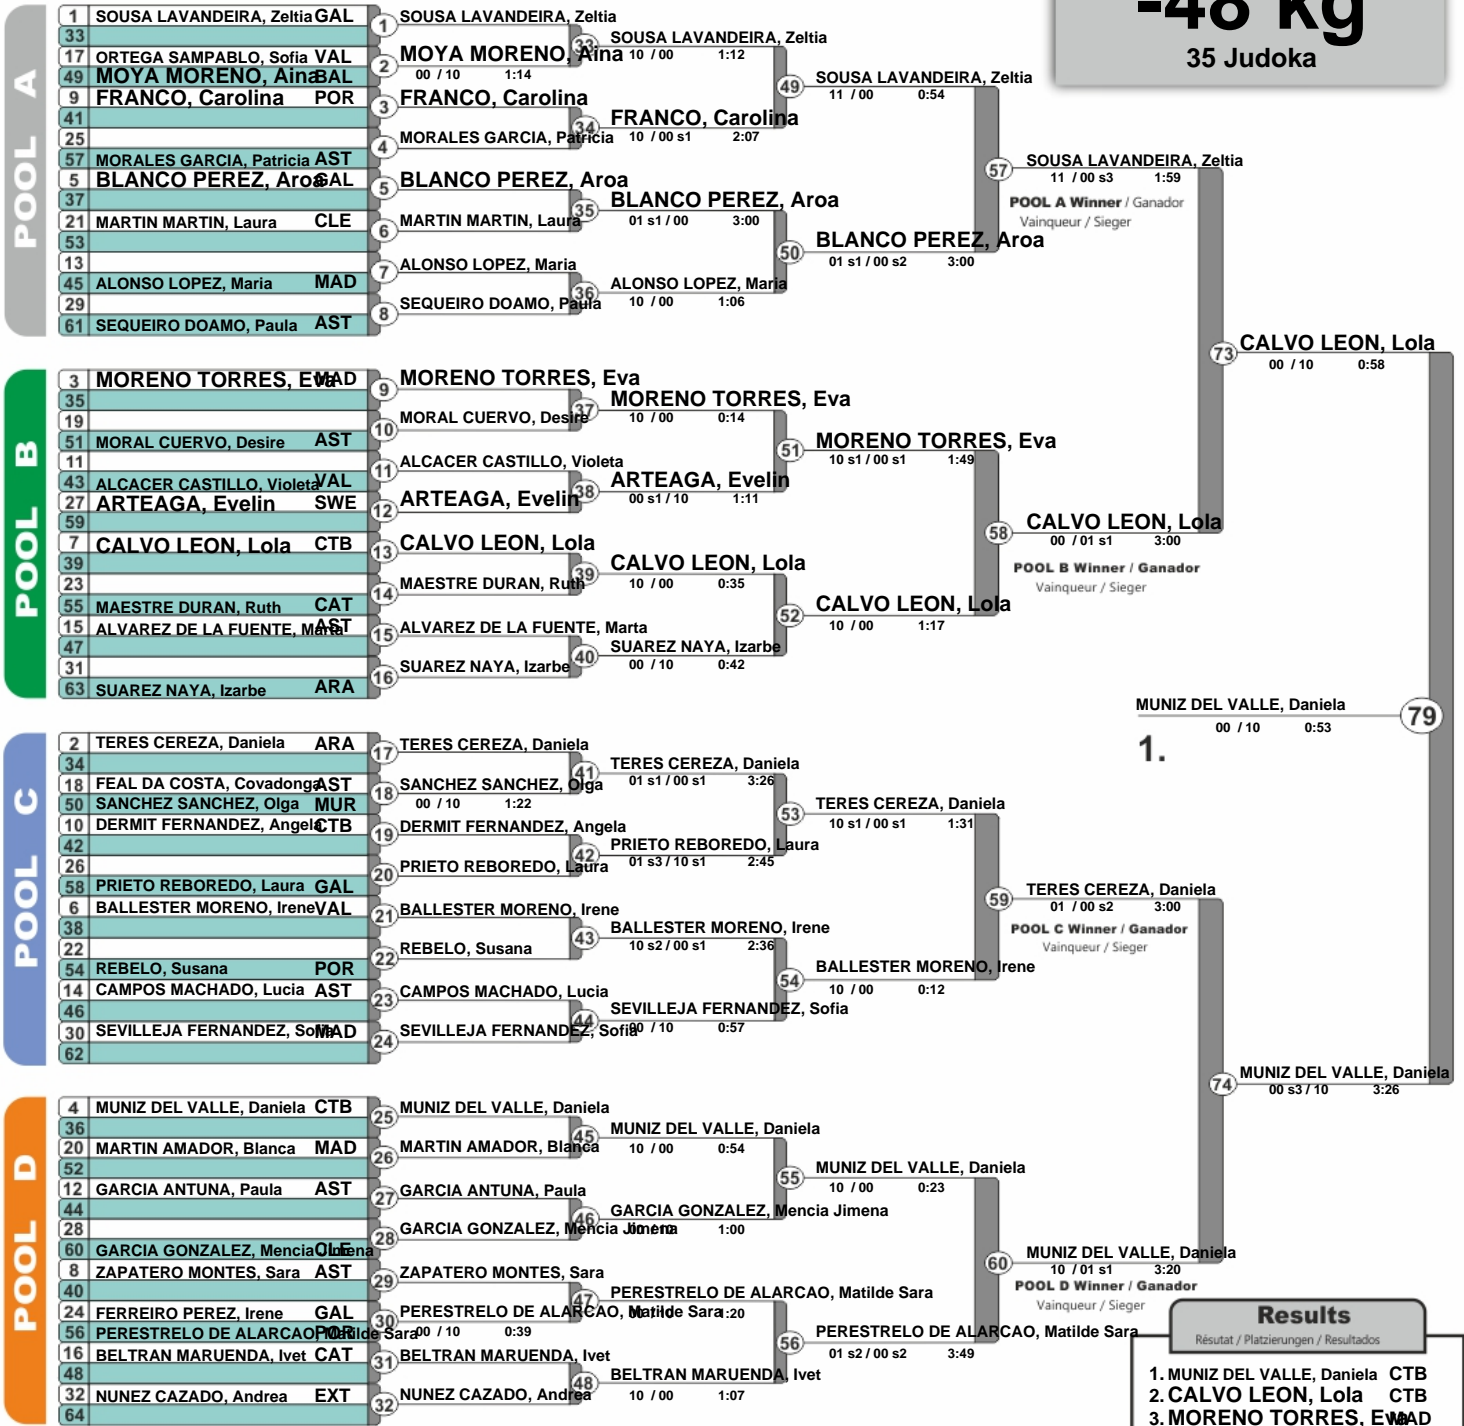 -48 kg
35 Judoka
POOL A
1 SOUSA LAVANDEIRA, Zeltia GAL
33
17 ORTEGA SAMPABLO, Sofia VAL
49 MOYA MORENO, Aina BAL
9 FRANCO, Carolina POR
41
25
57 MORALES GARCIA, Patricia AST
5 BLANCO PEREZ, Aroa GAL
37
21 MARTIN MARTIN, Laura CLE
53
13
45 ALONSO LOPEZ, Maria MAD
29
61 SEQUEIRO DOAMO, Paula AST
1 SOUSA LAVANDEIRA, Zeltia
2 MOYA MORENO, Aina
00 / 10 1:14
3 FRANCO, Carolina
4 MORALES GARCIA, Patricia
5 BLANCO PEREZ, Aroa
6 MARTIN MARTIN, Laura
7 ALONSO LOPEZ, Maria
8 SEQUEIRO DOAMO, Paula
33 SOUSA LAVANDEIRA, Zeltia
10 / 00 1:12
34 FRANCO, Carolina
10 / 00 s1 2:07
35 BLANCO PEREZ, Aroa
01 s1 / 00 3:00
36 ALONSO LOPEZ, Maria
10 / 00 1:06
49 SOUSA LAVANDEIRA, Zeltia
11 / 00 0:54
50 BLANCO PEREZ, Aroa
01 s1 / 00 s2 3:00
57 SOUSA LAVANDEIRA, Zeltia
11 / 00 s3 1:59
POOL A Winner / Ganador
Vainqueur / Sieger
POOL B
3 MORENO TORRES, Eva MAD
35
19
51 MORAL CUERVO, Desire AST
11
43 ALCACER CASTILLO, Violeta VAL
27 ARTEAGA, Evelin SWE
59
7 CALVO LEON, Lola CTB
39
23
55 MAESTRE DURAN, Ruth CAT
15 ALVAREZ DE LA FUENTE, Marta AST
47
31
63 SUAREZ NAYA, Izarbe ARA
9 MORENO TORRES, Eva
10 MORAL CUERVO, Desire
11 ALCACER CASTILLO, Violeta
12 ARTEAGA, Evelin
13 CALVO LEON, Lola
14 MAESTRE DURAN, Ruth
15 ALVAREZ DE LA FUENTE, Marta
16 SUAREZ NAYA, Izarbe
37 MORENO TORRES, Eva
10 / 00 0:14
38 ARTEAGA, Evelin
00 s1 / 10 1:11
39 CALVO LEON, Lola
10 / 00 0:35
40 SUAREZ NAYA, Izarbe
00 / 10 0:42
51 MORENO TORRES, Eva
10 s1 / 00 s1 1:49
52 CALVO LEON, Lola
10 / 00 1:17
58 CALVO LEON, Lola
00 / 01 s1 3:00
POOL B Winner / Ganador
Vainqueur / Sieger
73 CALVO LEON, Lola
00 / 10 0:58
MUNIZ DEL VALLE, Daniela 79
00 / 10 0:53
1.
POOL C
2 TERES CEREZA, Daniela ARA
34
18 FEAL DA COSTA, Covadonga AST
50 SANCHEZ SANCHEZ, Olga MUR
10 DERMIT FERNANDEZ, Angela CTB
42
26
58 PRIETO REBOREDO, Laura GAL
6 BALLESTER MORENO, Irene VAL
38
22
54 REBELO, Susana POR
14 CAMPOS MACHADO, Lucia AST
46
30 SEVILLEJA FERNANDEZ, Sofia MAD
62
17 TERES CEREZA, Daniela
18 SANCHEZ SANCHEZ, Olga
00 / 10 1:22
19 DERMIT FERNANDEZ, Angela
20 PRIETO REBOREDO, Laura
21 BALLESTER MORENO, Irene
22 REBELO, Susana
23 CAMPOS MACHADO, Lucia
24 SEVILLEJA FERNANDEZ, Sofia
41 TERES CEREZA, Daniela
01 s1 / 00 s1 3:26
42 PRIETO REBOREDO, Laura
01 s3 / 10 s1 2:45
43 BALLESTER MORENO, Irene
10 s2 / 00 s1 2:36
44 SEVILLEJA FERNANDEZ, Sofia
00 / 10 0:57
53 TERES CEREZA, Daniela
10 s1 / 00 s1 1:31
54 BALLESTER MORENO, Irene
10 / 00 0:12
59 TERES CEREZA, Daniela
01 / 00 s2 3:00
POOL C Winner / Ganador
Vainqueur / Sieger
74 MUNIZ DEL VALLE, Daniela
00 s3 / 10 3:26
POOL D
4 MUNIZ DEL VALLE, Daniela CTB
36
20 MARTIN AMADOR, Blanca MAD
52
12 GARCIA ANTUNA, Paula AST
44
28
60 GARCIA GONZALEZ, Mencia Jimena CLE
8 ZAPATERO MONTES, Sara AST
40
24 FERREIRO PEREZ, Irene GAL
56 PERESTRELO DE ALARCAO, Matilde Sara POR
16 BELTRAN MARUENDA, Ivet CAT
48
32 NUNEZ CAZADO, Andrea EXT
64
25 MUNIZ DEL VALLE, Daniela
26 MARTIN AMADOR, Blanca
27 GARCIA ANTUNA, Paula
28 GARCIA GONZALEZ, Mencia Jimena
29 ZAPATERO MONTES, Sara
30 PERESTRELO DE ALARCAO, Matilde Sara
00 / 10 0:39
31 BELTRAN MARUENDA, Ivet
32 NUNEZ CAZADO, Andrea
45 MUNIZ DEL VALLE, Daniela
10 / 00 0:54
46 GARCIA GONZALEZ, Mencia Jimena
00 / 10 1:00
47 PERESTRELO DE ALARCAO, Matilde Sara
00 / 10 1:20
48 BELTRAN MARUENDA, Ivet
10 / 00 1:07
55 MUNIZ DEL VALLE, Daniela
10 / 00 0:23
56 PERESTRELO DE ALARCAO, Matilde Sara
01 s2 / 00 s2 3:49
60 MUNIZ DEL VALLE, Daniela
10 / 01 s1 3:20
POOL D Winner / Ganador
Vainqueur / Sieger
Results
Résutat / Platzierungen / Resultados
1. MUNIZ DEL VALLE, Daniela CTB
2. CALVO LEON, Lola CTB
3. MORENO TORRES, Eva MAD